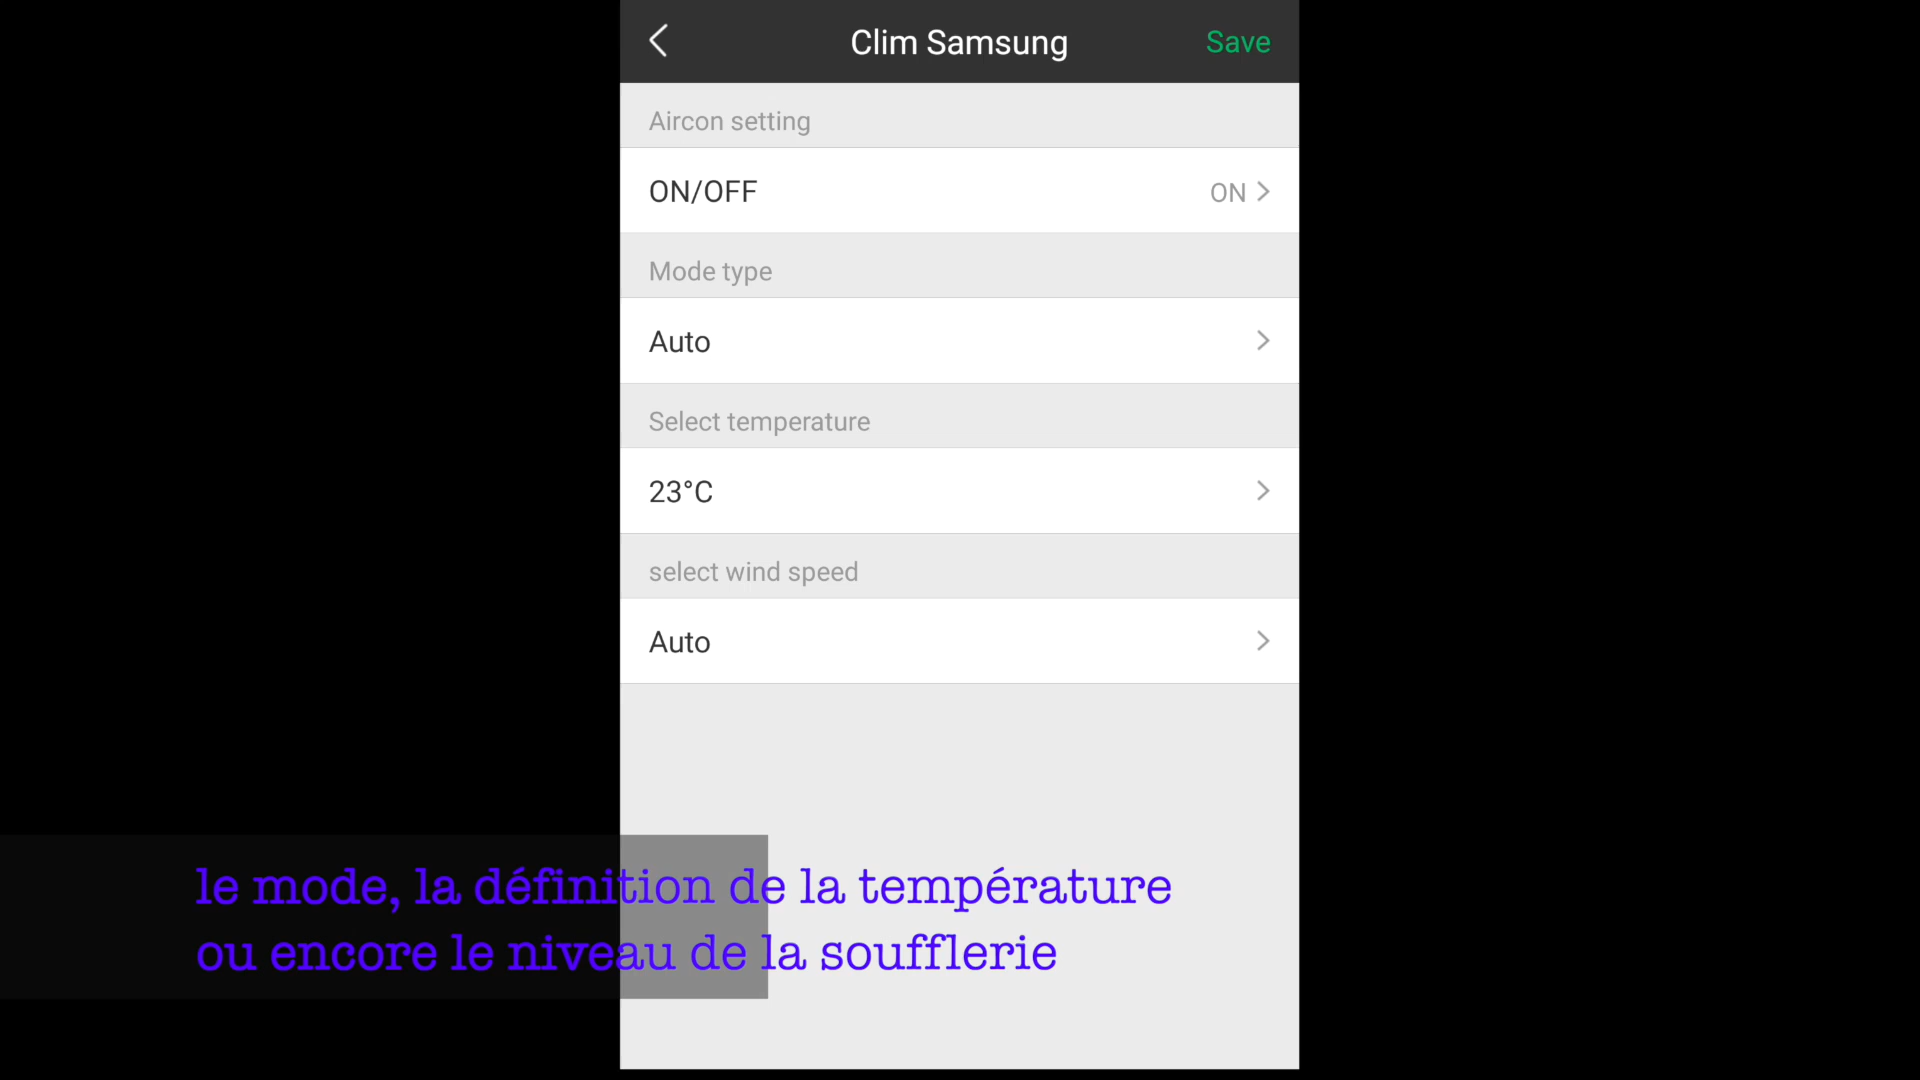 Clim Samsung
Save
Aircon setting
ON/OFF
ON
Mode type
Auto
Select temperature
23°C
select wind speed
Auto
le mode, la définition de la température
ou encore le niveau de la soufflerie